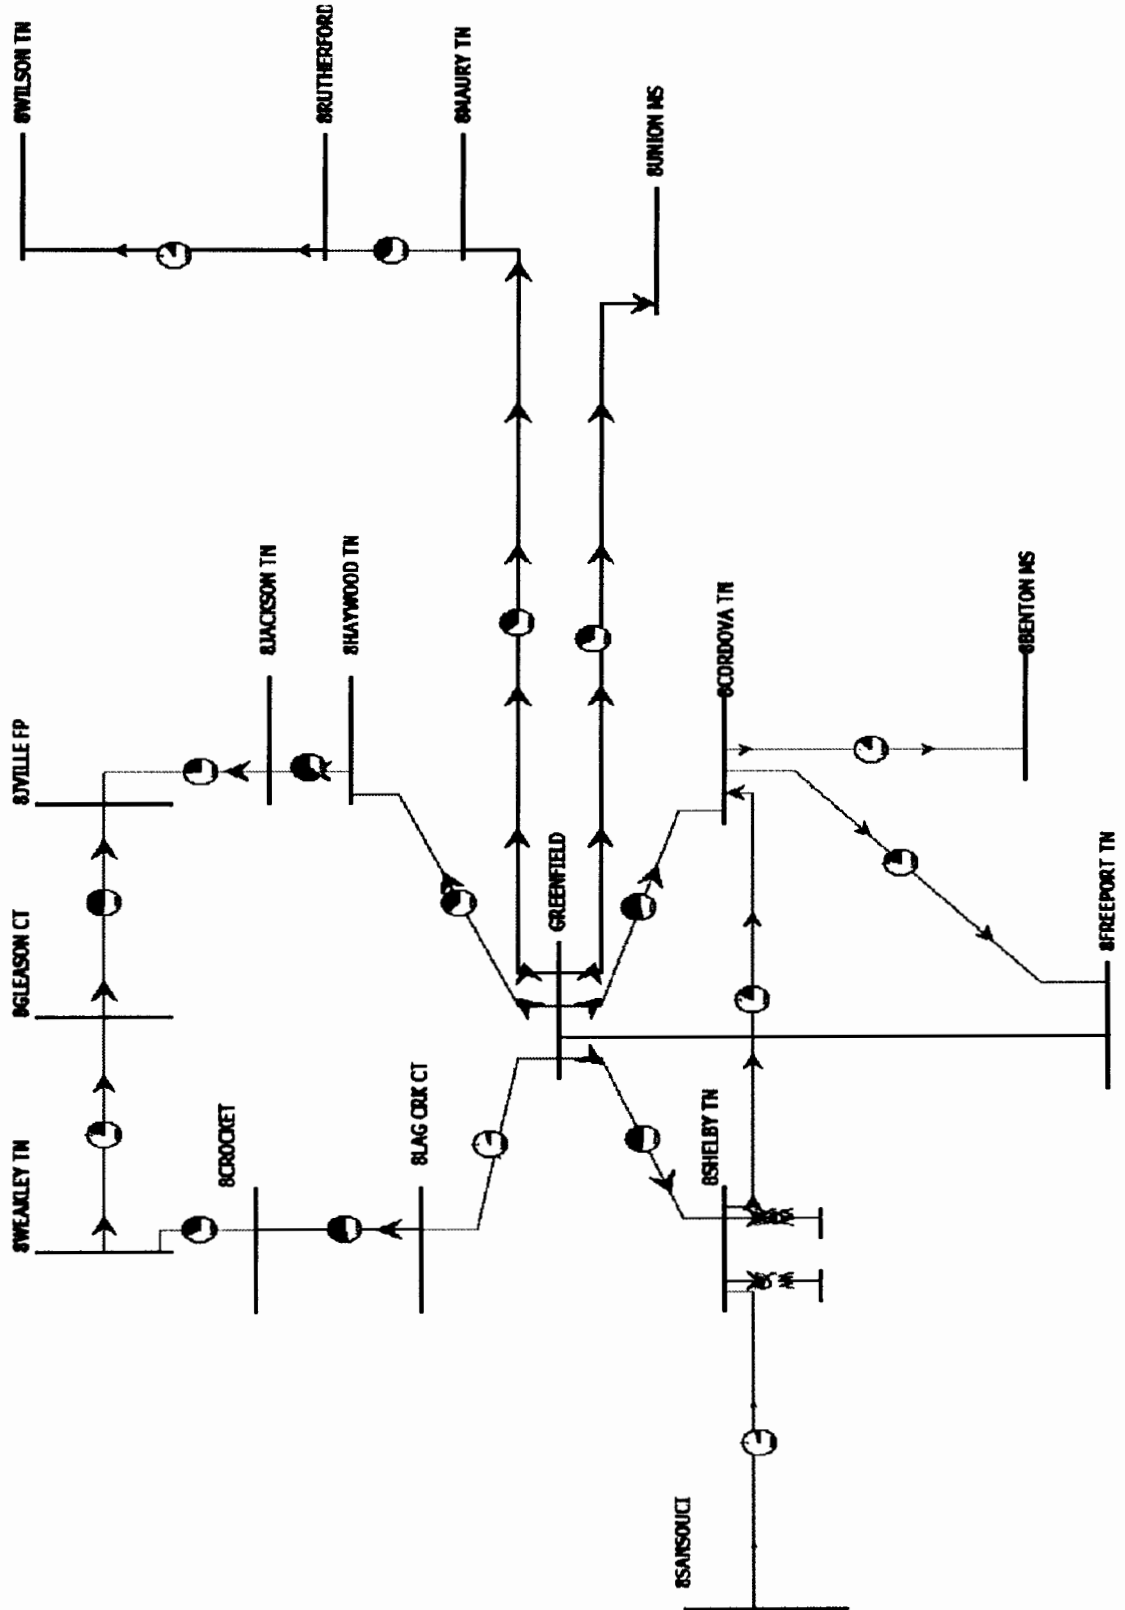 8WILSON TN
8RUTHERFORD
8MAURY TN
8UNION MS
8JVILLE FP
8JACKSON TN
8HAYWOOD TN
8GLEASON CT
8WEAKLEY TN
8CROCKET
8LAG CRK CT
GREENFIELD
8CORDOVA TN
8BENTON MS
8SHELBY TN
8FREEPORT TN
8SANSOUCI